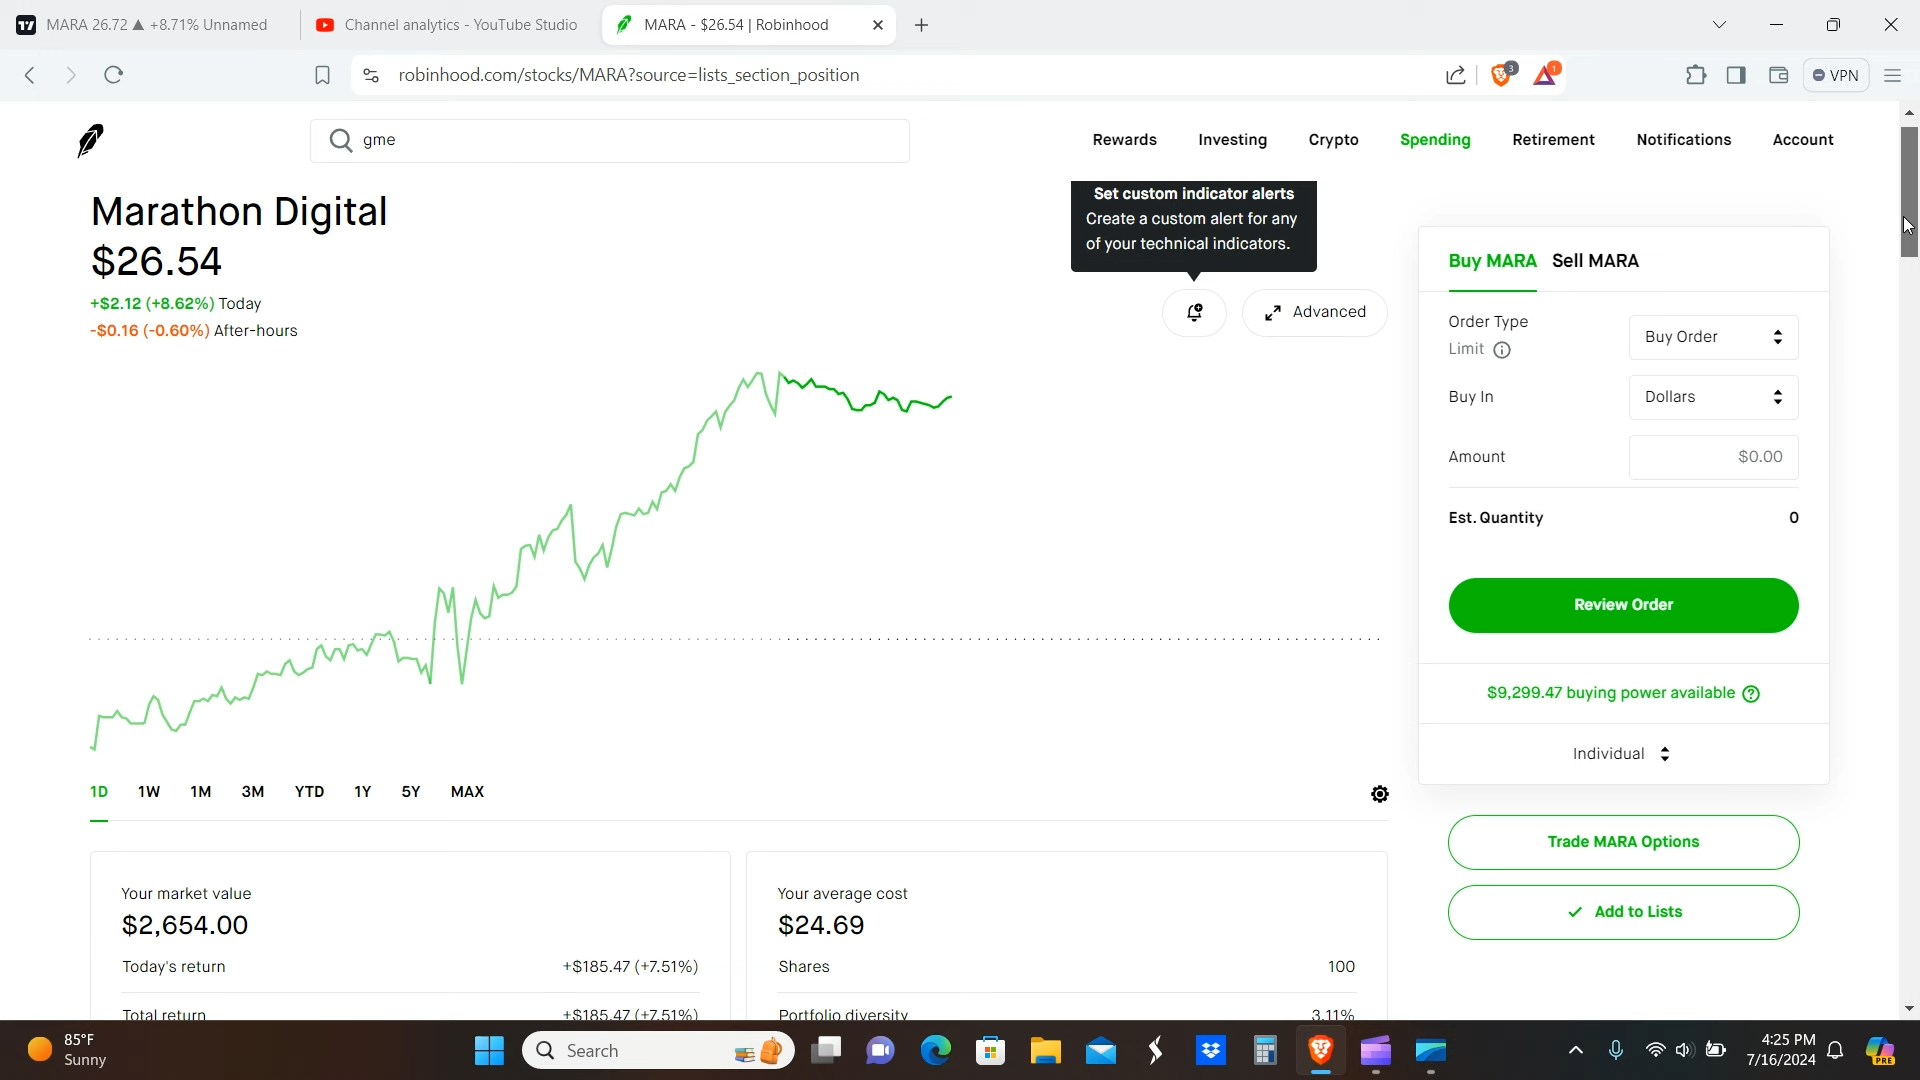 MARA 26.72 ▲ +8.71% Unnamed
Channel analytics - YouTube Studio
MARA - $26.54 | Robinhood
robinhood.com/stocks/MARA?source=lists_section_position
3
1
VPN
gme
Rewards
Investing
Crypto
Spending
Retirement
Notifications
Account
Marathon Digital
$26.54
+$2.12 (+8.62%) Today
-$0.16 (-0.60%) After-hours
Set custom indicator alerts
Create a custom alert for any
of your technical indicators.
Advanced
Buy MARA
Sell MARA
Order Type
Limit
Buy Order
Buy In
Dollars
Amount
$0.00
Est. Quantity
0
Review Order
$9,299.47 buying power available
Individual
Trade MARA Options
Add to Lists
1D
1W
1M
3M
YTD
1Y
5Y
MAX
Your market value
$2,654.00
Today's return
+$185.47 (+7.51%)
Total return
+$185.47 (+7.51%)
Your average cost
$24.69
Shares
100
Portfolio diversity
3.11%
85°F
Sunny
Search
4:25 PM
7/16/2024
PRE